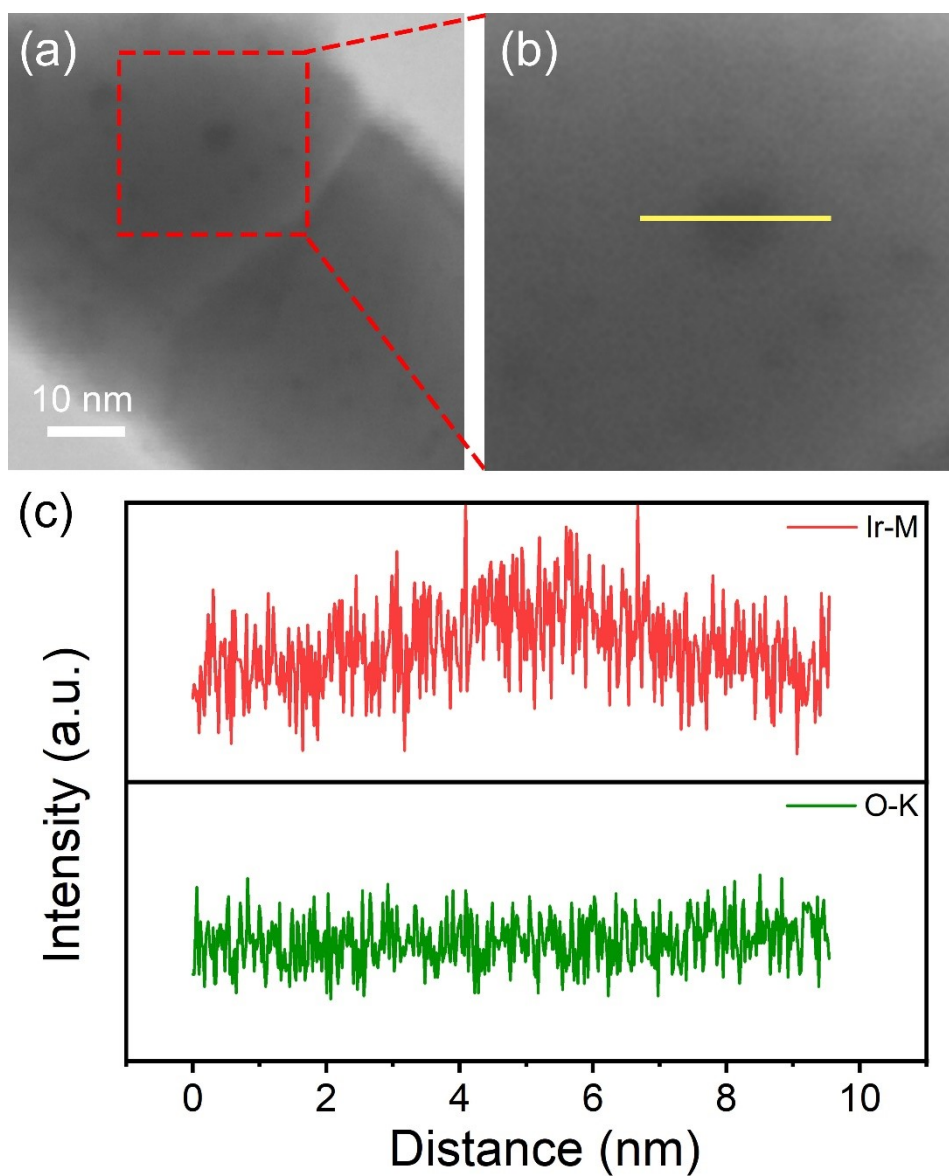 (a)
(b)
10 nm
(c)
Ir-M
O-K
Intensity (a.u.)
0 2 4 6 8 10
Distance (nm)